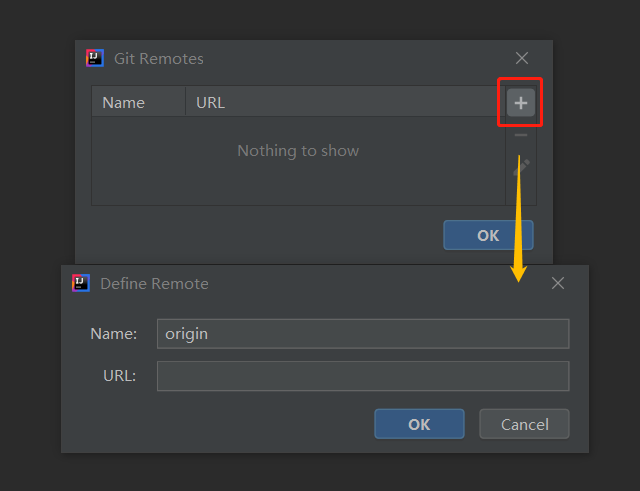 Git Remotes
Name URL
Nothing to show
OK
Define Remote
Name: origin
URL:
OK Cancel